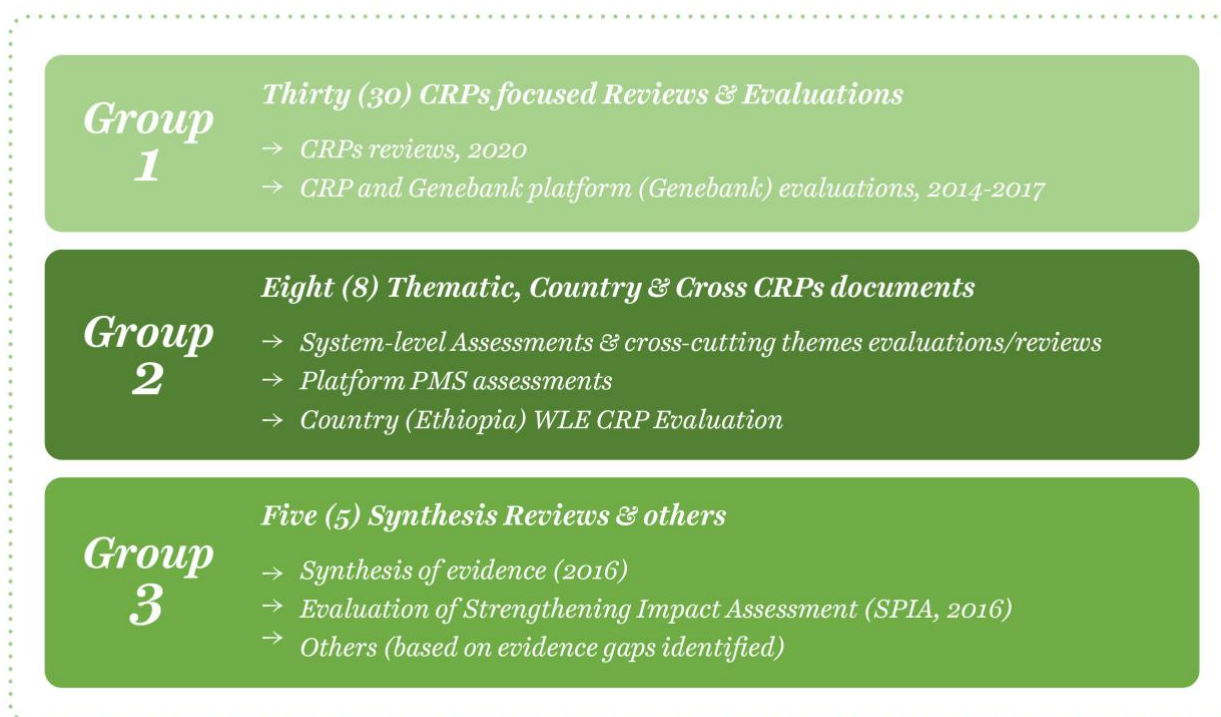 Group
1
Thirty (30) CRPs focused Reviews & Evaluations
→ CRPs reviews, 2020
→ CRP and Genebank platform (Genebank) evaluations, 2014-2017
Group
2
Eight (8) Thematic, Country & Cross CRPs documents
→ System-level Assessments & cross-cutting themes evaluations/reviews
→ Platform PMS assessments
→ Country (Ethiopia) WLE CRP Evaluation
Group
3
Five (5) Synthesis Reviews & others
→ Synthesis of evidence (2016)
→ Evaluation of Strengthening Impact Assessment (SPIA, 2016)
→ Others (based on evidence gaps identified)